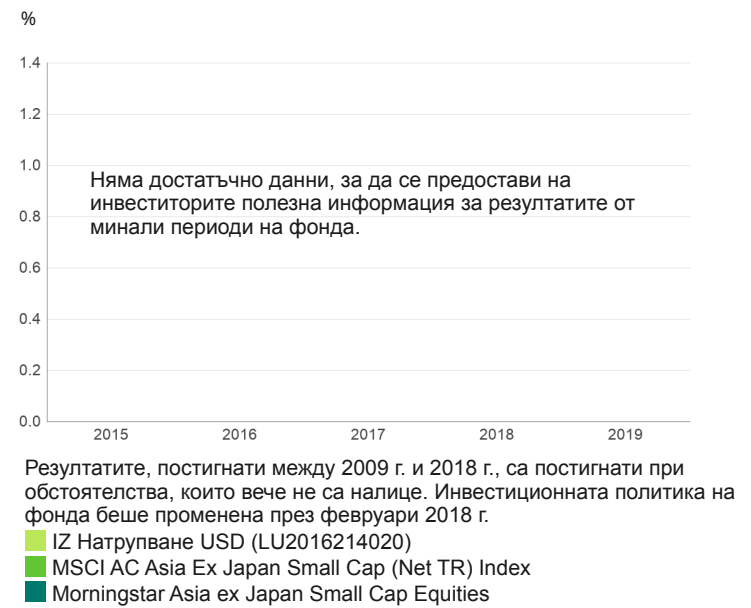 %
1.4
1.2
1.0
Няма достатъчно данни, за да се предостави на
инвеститорите полезна информация за резултатите от
0.8
минали периоди на фонда.
0.6
0.4
0.2
0.0
2015 2016 2017 2018 2019
Резултатите, постигнати между 2009 г. и 2018 г., са постигнати при
обстоятелства, които вече не са налице. Инвестиционната политика на
фонда беше променена през февруари 2018 г.
IZ Натрупване USD (LU2016214020)
MSCI AC Asia Ex Japan Small Cap (Net TR) Index
Morningstar Asia ex Japan Small Cap Equities